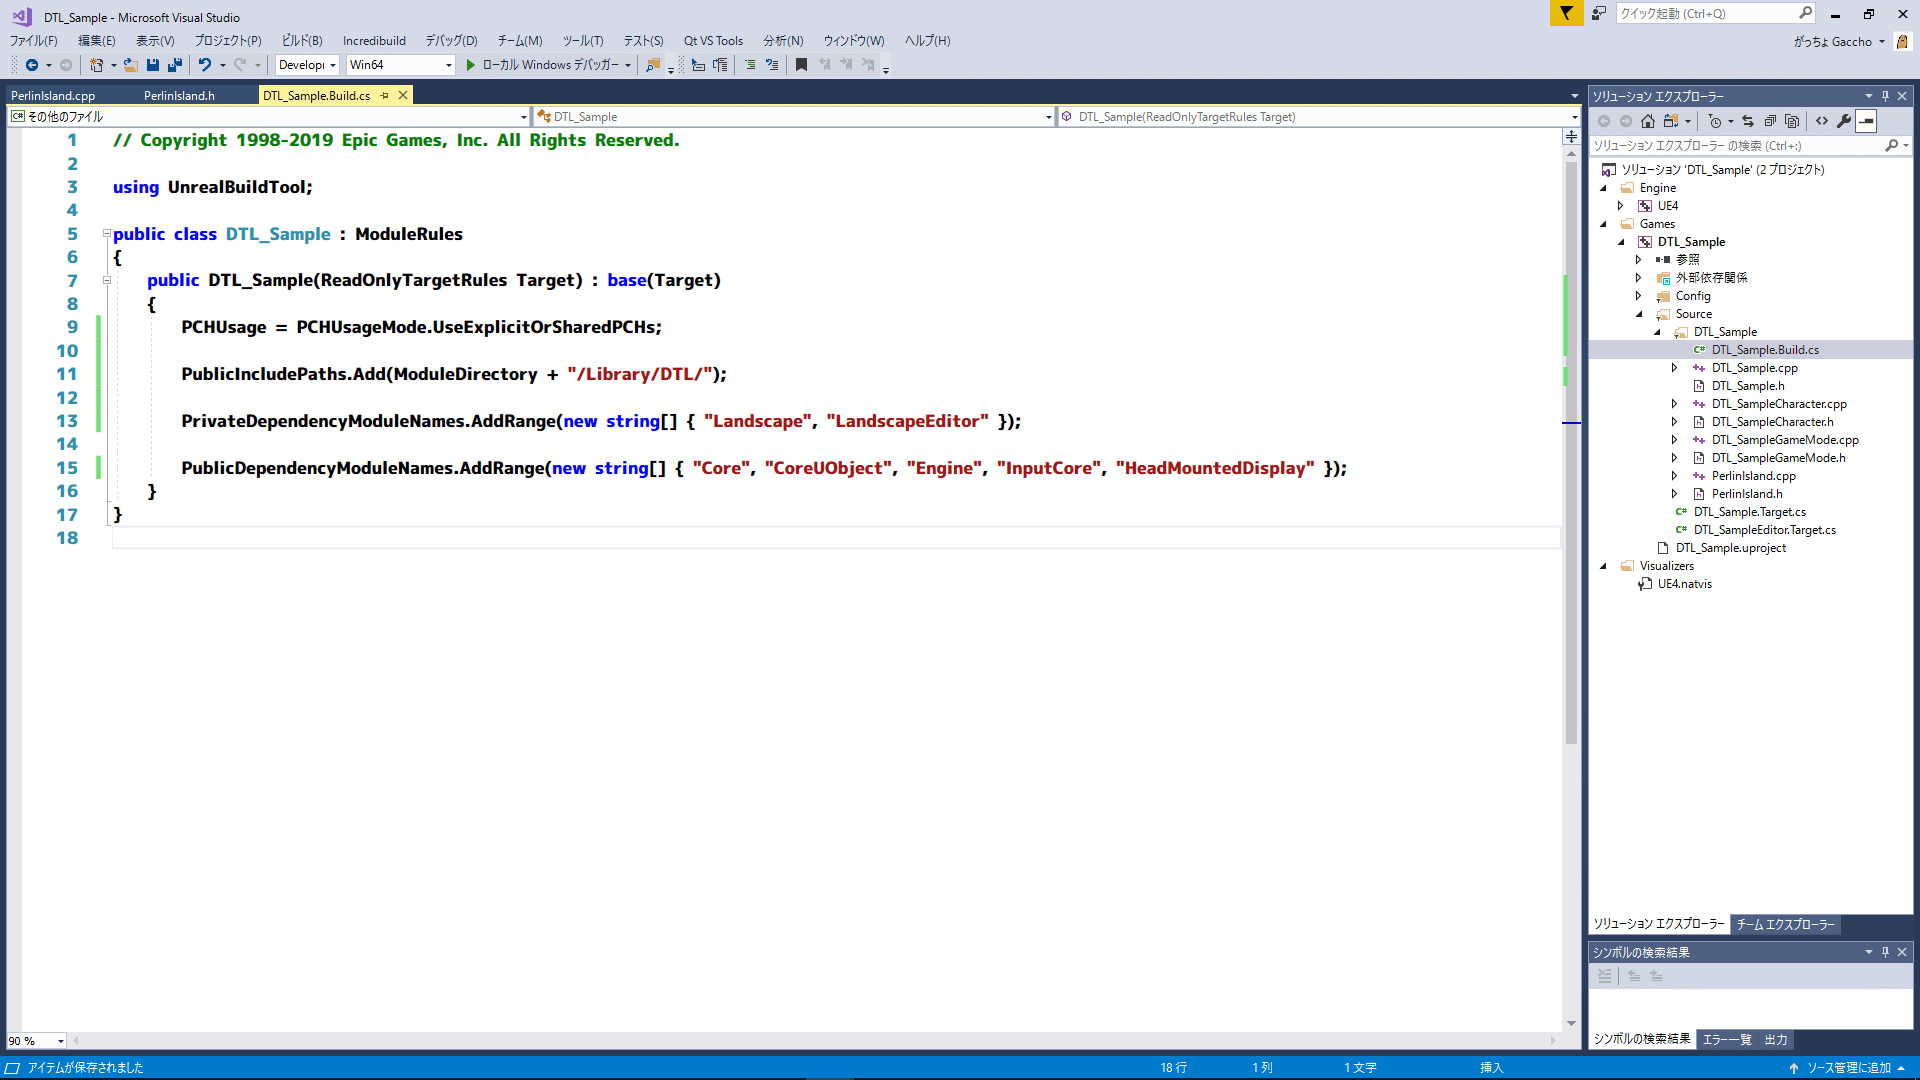 DTL_Sample - Microsoft Visual Studio
クイック起動 (Ctrl+Q)
ファイル(F) 編集(E) 表示(V) プロジェクト(P) ビルド(B) Incredibuild デバッグ(D) チーム(M) ツール(T) テスト(S) Qt VS Tools 分析(N) ウィンドウ(W) ヘルプ(H)
がっちょ Gaccho
Developı Win64 ローカル Windows デバッガー
PerlinIsland.cpp PerlinIsland.h DTL_Sample.Build.cs
その他のファイル DTL_Sample DTL_Sample(ReadOnlyTargetRules Target)
1 // Copyright 1998-2019 Epic Games, Inc. All Rights Reserved.
2
3 using UnrealBuildTool;
4
5 public class DTL_Sample : ModuleRules
6 {
7 public DTL_Sample(ReadOnlyTargetRules Target) : base(Target)
8 {
9 PCHUsage = PCHUsageMode.UseExplicitOrSharedPCHs;
10
11 PublicIncludePaths.Add(ModuleDirectory + "/Library/DTL/");
12
13 PrivateDependencyModuleNames.AddRange(new string[] { "Landscape", "LandscapeEditor" });
14
15 PublicDependencyModuleNames.AddRange(new string[] { "Core", "CoreUObject", "Engine", "InputCore", "HeadMountedDisplay" });
16 }
17 }
18
90 %
ソリューション エクスプローラー
ソリューション エクスプローラー の検索 (Ctrl+:)
ソリューション 'DTL_Sample' (2 プロジェクト)
Engine
UE4
Games
DTL_Sample
参照
外部依存関係
Config
Source
DTL_Sample
DTL_Sample.Build.cs
DTL_Sample.cpp
DTL_Sample.h
DTL_SampleCharacter.cpp
DTL_SampleCharacter.h
DTL_SampleGameMode.cpp
DTL_SampleGameMode.h
PerlinIsland.cpp
PerlinIsland.h
DTL_Sample.Target.cs
DTL_SampleEditor.Target.cs
DTL_Sample.uproject
Visualizers
UE4.natvis
ソリューション エクスプローラー チーム エクスプローラー
シンボルの検索結果
シンボルの検索結果 エラー一覧 出力
アイテムが保存されました 18 行 1 列 1 文字 挿入 ソース管理に追加